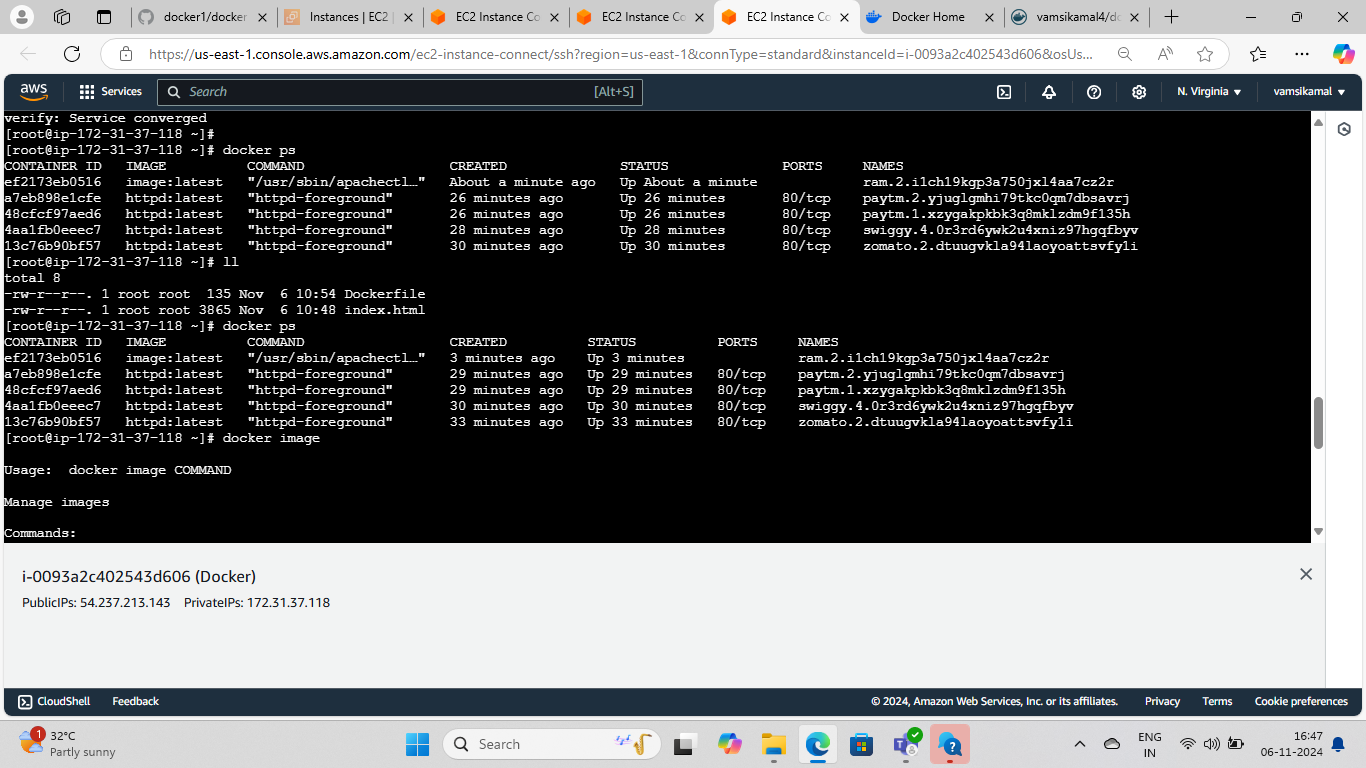 docker1/docker
Instances | EC2 |
EC2 Instance Co
EC2 Instance Co
EC2 Instance Co
Docker Home
vamsikamal4/do
https://us-east-1.console.aws.amazon.com/ec2-instance-connect/ssh?region=us-east-1&connType=standard&instanceId=i-0093a2c402543d606&osUs...
aws
Services
Search
[Alt+S]
N. Virginia
vamsikamal
verify: Service converged
[root@ip-172-31-37-118 ~]#
[root@ip-172-31-37-118 ~]# docker ps
CONTAINER ID IMAGE COMMAND CREATED STATUS PORTS NAMES
ef2173eb0516 image:latest "/usr/sbin/apachectl…" About a minute ago Up About a minute ram.2.i1ch19kgp3a750jxl4aa7cz2r
a7eb898e1cfe httpd:latest "httpd-foreground" 26 minutes ago Up 26 minutes 80/tcp paytm.2.yjuglgmhi79tkc0qm7dbsavrj
48cfcf97aed6 httpd:latest "httpd-foreground" 26 minutes ago Up 26 minutes 80/tcp paytm.1.xzygakpkbk3q8mklzdm9f135h
4aa1fb0eeec7 httpd:latest "httpd-foreground" 28 minutes ago Up 28 minutes 80/tcp swiggy.4.0r3rd6ywk2u4xniz97hgqfbyv
13c76b90bf57 httpd:latest "httpd-foreground" 30 minutes ago Up 30 minutes 80/tcp zomato.2.dtuugvkla94laoyoattsvfy1i
[root@ip-172-31-37-118 ~]# ll
total 8
-rw-r--r--. 1 root root 135 Nov 6 10:54 Dockerfile
-rw-r--r--. 1 root root 3865 Nov 6 10:48 index.html
[root@ip-172-31-37-118 ~]# docker ps
CONTAINER ID IMAGE COMMAND CREATED STATUS PORTS NAMES
ef2173eb0516 image:latest "/usr/sbin/apachectl…" 3 minutes ago Up 3 minutes ram.2.i1ch19kgp3a750jxl4aa7cz2r
a7eb898e1cfe httpd:latest "httpd-foreground" 29 minutes ago Up 29 minutes 80/tcp paytm.2.yjuglgmhi79tkc0qm7dbsavrj
48cfcf97aed6 httpd:latest "httpd-foreground" 29 minutes ago Up 29 minutes 80/tcp paytm.1.xzygakpkbk3q8mklzdm9f135h
4aa1fb0eeec7 httpd:latest "httpd-foreground" 30 minutes ago Up 30 minutes 80/tcp swiggy.4.0r3rd6ywk2u4xniz97hgqfbyv
13c76b90bf57 httpd:latest "httpd-foreground" 33 minutes ago Up 33 minutes 80/tcp zomato.2.dtuugvkla94laoyoattsvfy1i
[root@ip-172-31-37-118 ~]# docker image
Usage: docker image COMMAND
Manage images
Commands:
i-0093a2c402543d606 (Docker)
PublicIPs: 54.237.213.143 PrivateIPs: 172.31.37.118
CloudShell
Feedback
© 2024, Amazon Web Services, Inc. or its affiliates.
Privacy
Terms
Cookie preferences
1
32°C
Partly sunny
Search
ENG
IN
16:47
06-11-2024